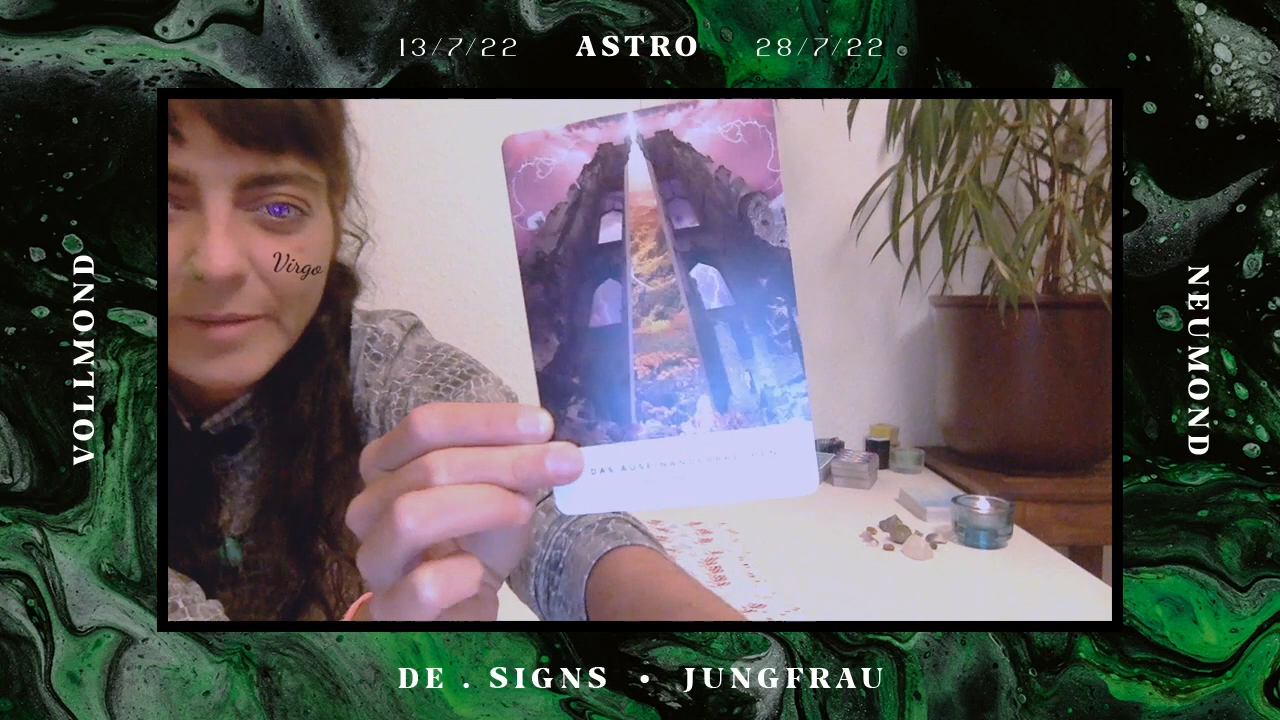 13/7/22 ASTRO 28/7/22
VOLLMOND
Virgo
NEUMOND
DE . SIGNS • JUNGFRAU